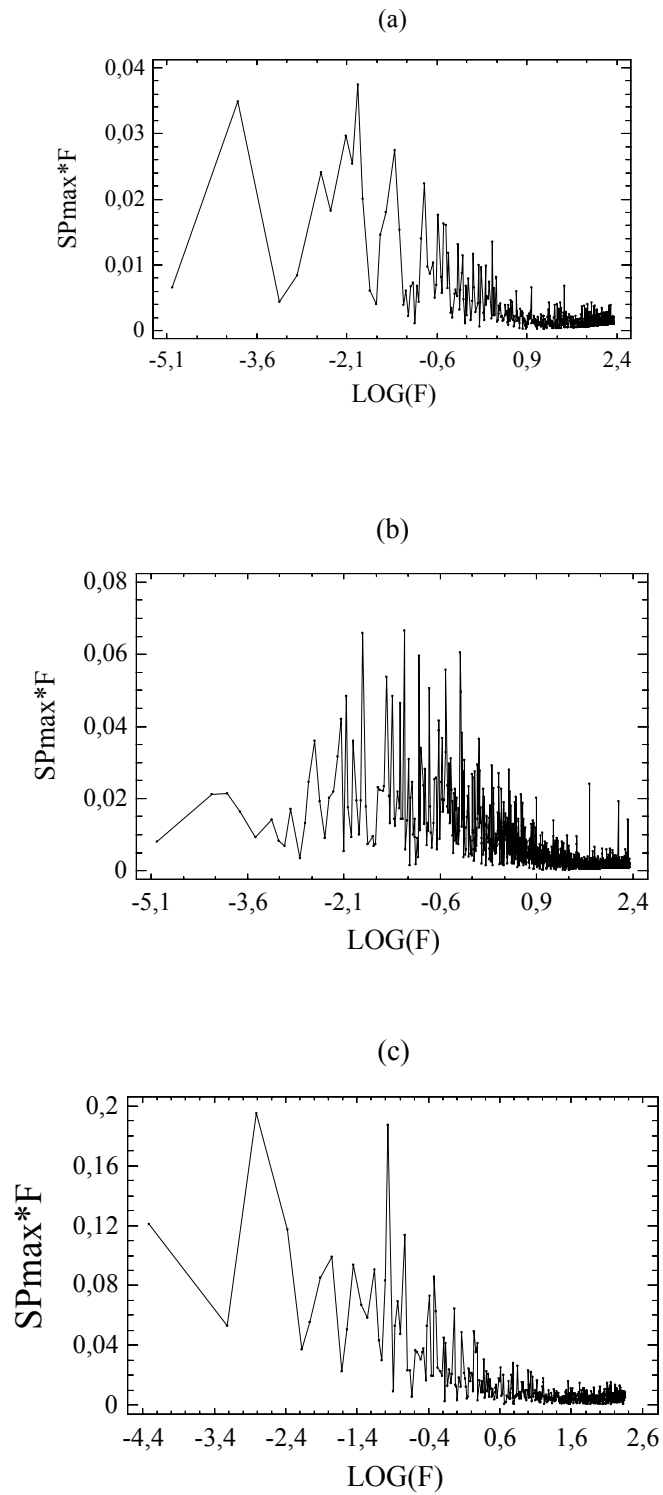 (a)
SPmax*F
0,04
0,03
0,02
0,01
0
-5,1 -3,6 -2,1 -0,6 0,9 2,4
LOG(F)
(b)
SPmax*F
0,08
0,06
0,04
0,02
0
-5,1 -3,6 -2,1 -0,6 0,9 2,4
LOG(F)
(c)
SPmax*F
0,2
0,16
0,12
0,08
0,04
0
-4,4 -3,4 -2,4 -1,4 -0,4 0,6 1,6 2,6
LOG(F)